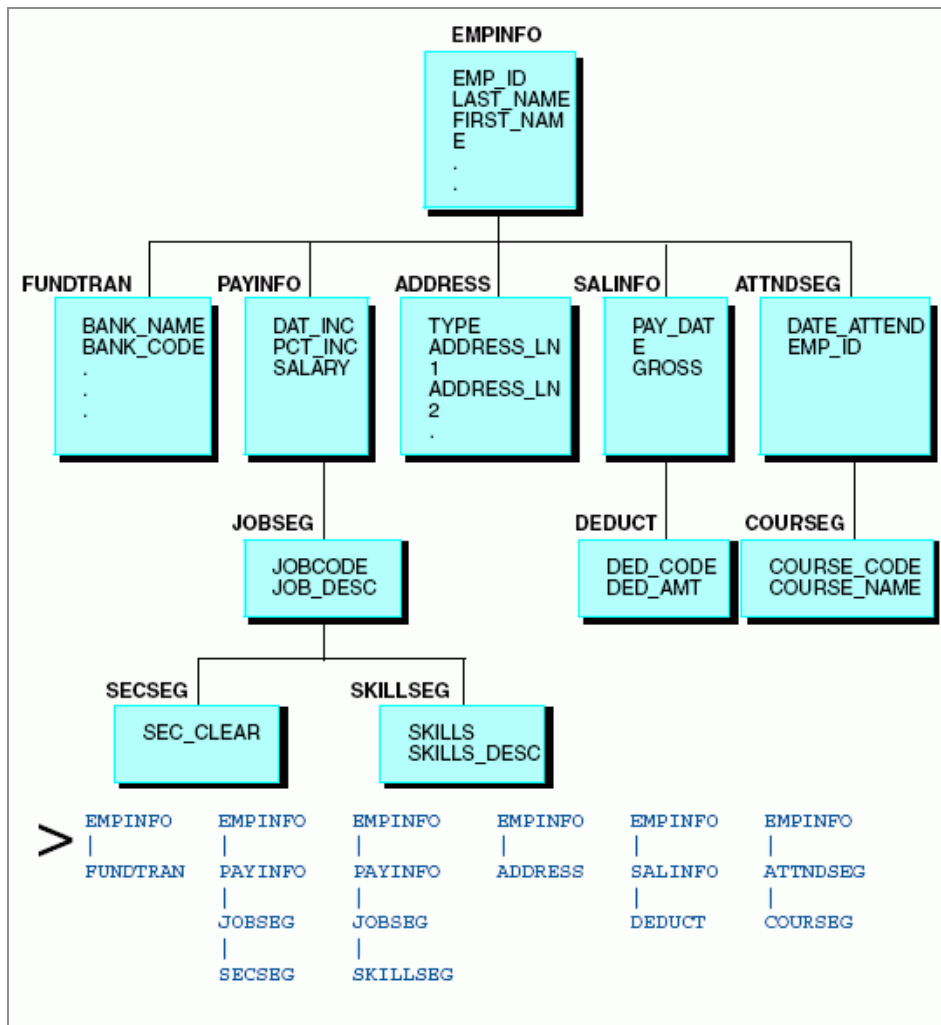 EMPINFO
EMP_ID
LAST_NAME
FIRST_NAM
E
.
.
FUNDTRAN PAYINFO ADDRESS SALINFO ATTNDSEG
BANK_NAME
BANK_CODE
.
.
.
DAT_INC
PCT_INC
SALARY
TYPE
ADDRESS_LN
1
ADDRESS_LN
2
.
PAY_DAT
E
GROSS
DATE_ATTEND
EMP_ID
JOBSEG DEDUCT COURSEG
JOBCODE
JOB_DESC
DED_CODE
DED_AMT
COURSE_CODE
COURSE_NAME
SECSEG SKILLSEG
SEC_CLEAR
SKILLS
SKILLS_DESC
> EMPINFO EMPINFO EMPINFO EMPINFO EMPINFO EMPINFO
| | | | | |
FUNDTRAN PAYINFO PAYINFO ADDRESS SALINFO ATTNDSEG
| | | |
JOBSEG JOBSEG DEDUCT COURSEG
| |
SECSEG SKILLSEG